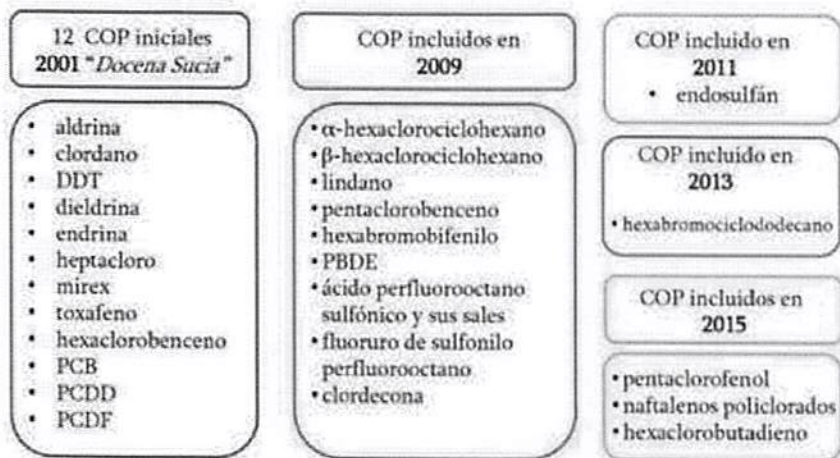 12 COP iniciales
2001 "Docena Sucia"
• aldrina
• clordano
• DDT
• dieldrina
• endrina
• heptacloro
• mirex
• toxafeno
• hexaclorobenceno
• PCB
• PCDD
• PCDF
COP incluidos en
2009
• α-hexaclorociclohexano
• β-hexaclorociclohexano
• lindano
• pentaclorobenceno
• hexabromobifenilo
• PBDE
• ácido perfluorooctano
sulfónico y sus sales
• fluoruro de sulfonilo
perfluorooctano
• clordecona
COP incluido en
2011
• endosulfán
COP incluido en
2013
• hexabromociclododecano
COP incluidos en
2015
• pentaclorofenol
• naftalenos policlorados
• hexaclorobutadieno